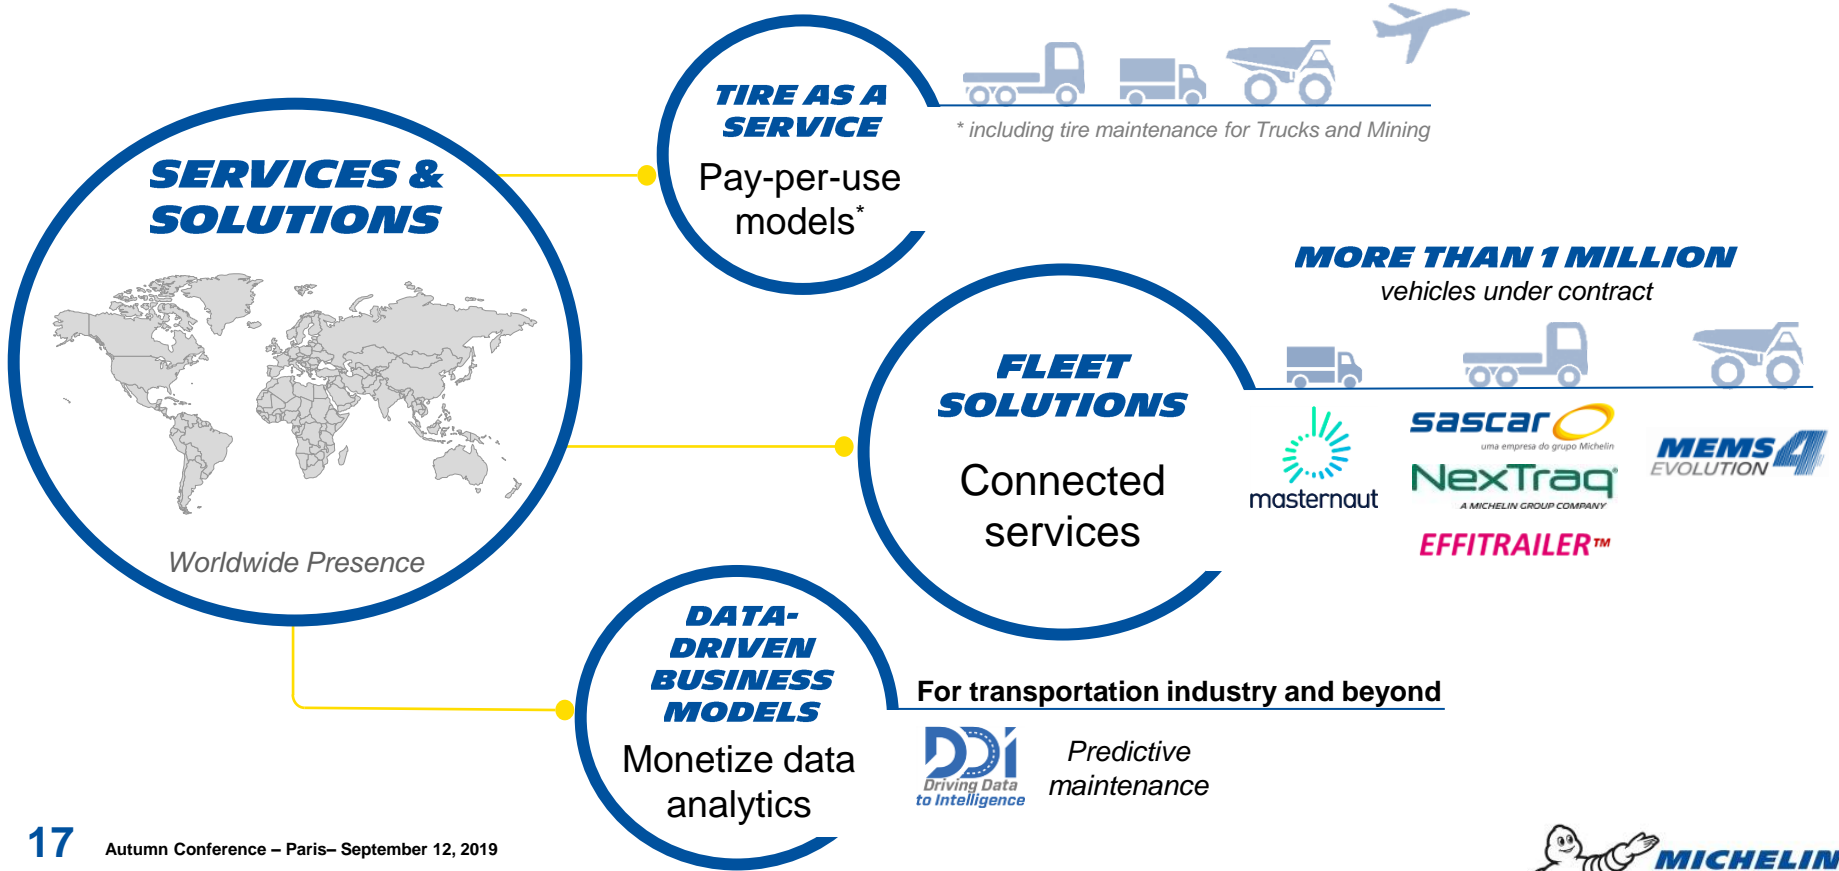 SERVICES &
SOLUTIONS
Worldwide Presence
TIRE AS A
SERVICE
Pay-per-use
models*
* including tire maintenance for Trucks and Mining
FLEET
SOLUTIONS
Connected
services
MORE THAN 1 MILLION
vehicles under contract
masternaut
sascar
uma empresa do grupo Michelin
NexTraq
A MICHELIN GROUP COMPANY
EFFITRAILER™
MEMS 4
EVOLUTION
DATA-
DRIVEN
BUSINESS
MODELS
Monetize data
analytics
For transportation industry and beyond
DDi
Driving Data
to Intelligence
Predictive
maintenance
17
Autumn Conference – Paris– September 12, 2019
MICHELIN